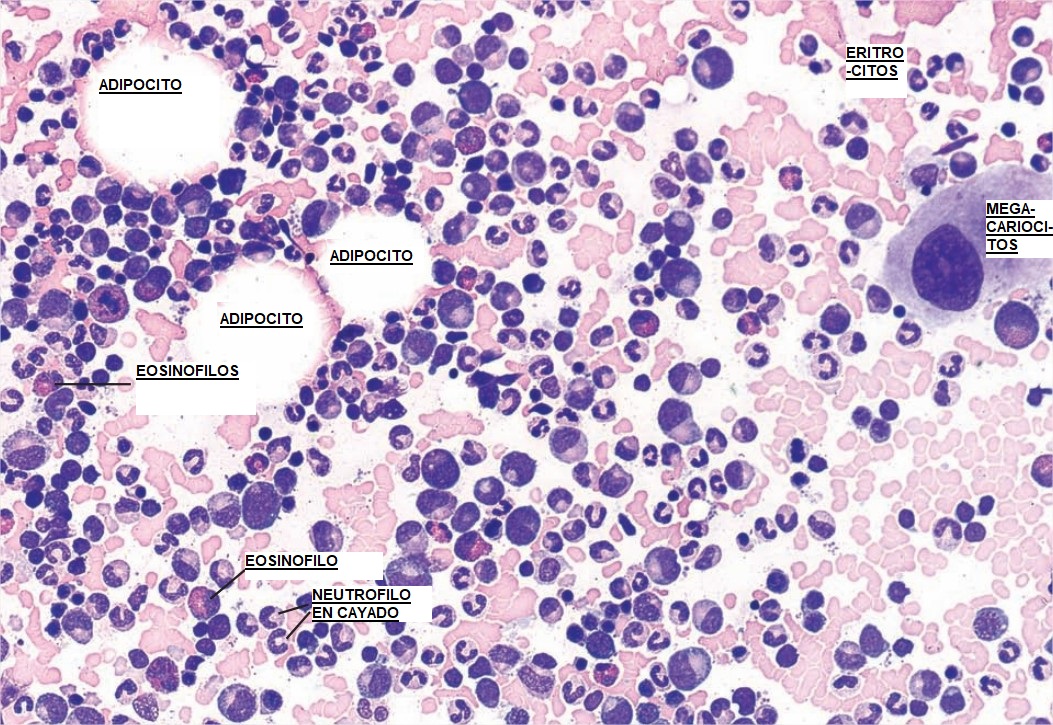 ERITRO
-CITOS
ADIPOCITO
MEGA-
CARIOCI-
TOS
ADIPOCITO
ADIPOCITO
EOSINOFILOS
EOSINOFILO
NEUTROFILO
EN CAYADO